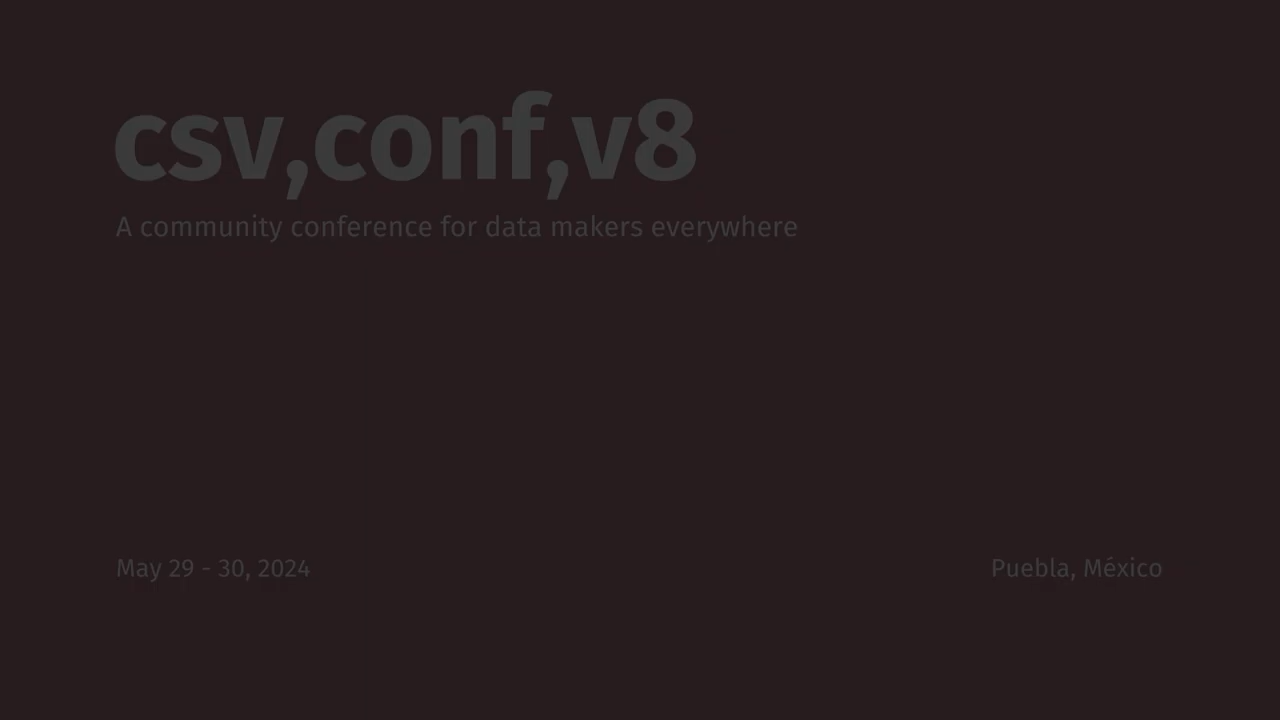 csv,conf,v8
A community conference for data makers everywhere
May 29 - 30, 2024
Puebla, México